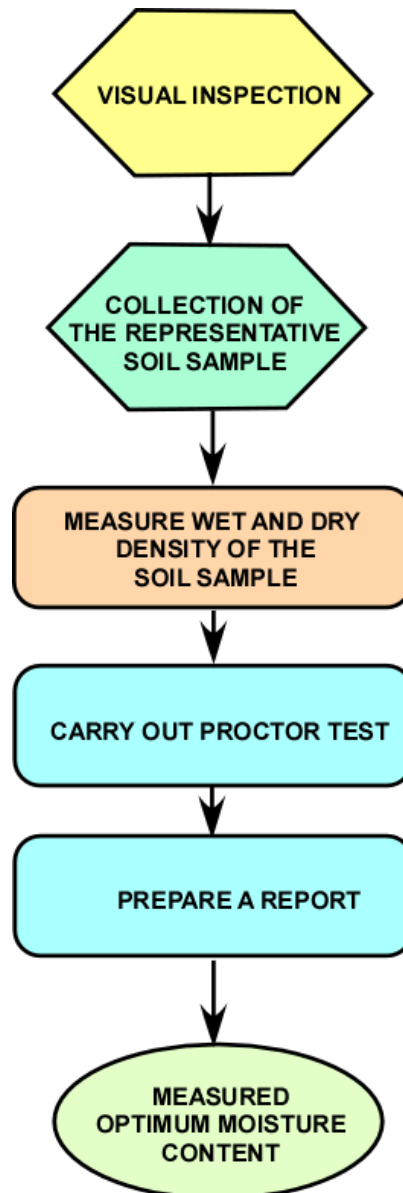 VISUAL INSPECTION
COLLECTION OF
THE REPRESENTATIVE
SOIL SAMPLE
MEASURE WET AND DRY
DENSITY OF THE
SOIL SAMPLE
CARRY OUT PROCTOR TEST
PREPARE A REPORT
MEASURED
OPTIMUM MOISTURE
CONTENT